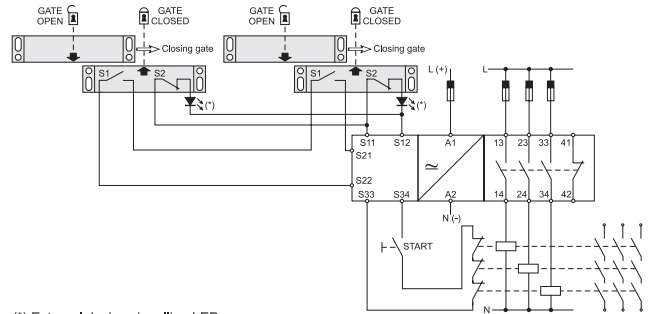 GATE OPEN
GATE CLOSED
GATE OPEN
GATE CLOSED
Closing gate
Closing gate
S1 S2
S1 S2
(*)
(*)
L (+)
L
S11 S12 A1 13 23 33 41
S21
S22
≃
S33 S34 A2 14 24 34 42
N (-)
START
N